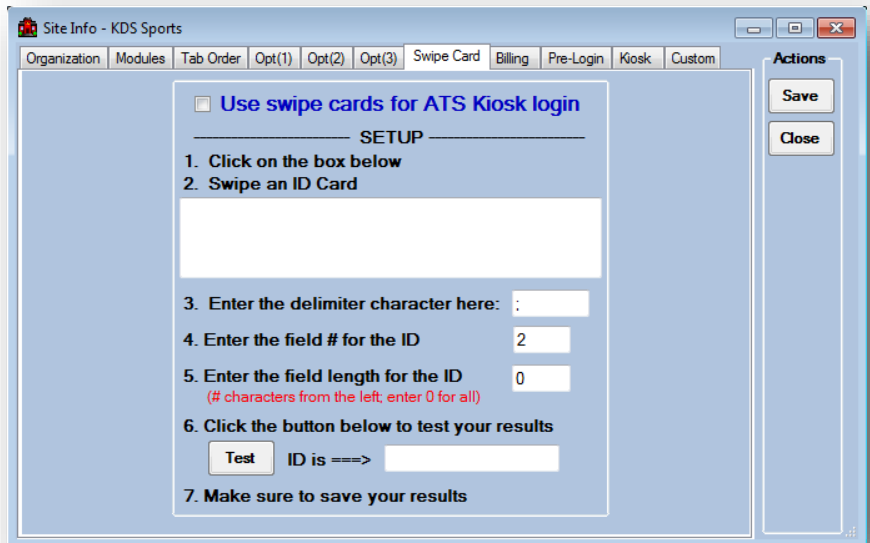 Site Info - KDS Sports
Organization Modules Tab Order Opt(1) Opt(2) Opt(3) Swipe Card Billing Pre-Login Kiosk Custom
Actions
Save
Close
Use swipe cards for ATS Kiosk login
------------------------- SETUP -------------------------
1. Click on the box below
2. Swipe an ID Card
3. Enter the delimiter character here: ;
4. Enter the field # for the ID 2
5. Enter the field length for the ID 0
(# characters from the left; enter 0 for all)
6. Click the button below to test your results
Test ID is ===>
7. Make sure to save your results